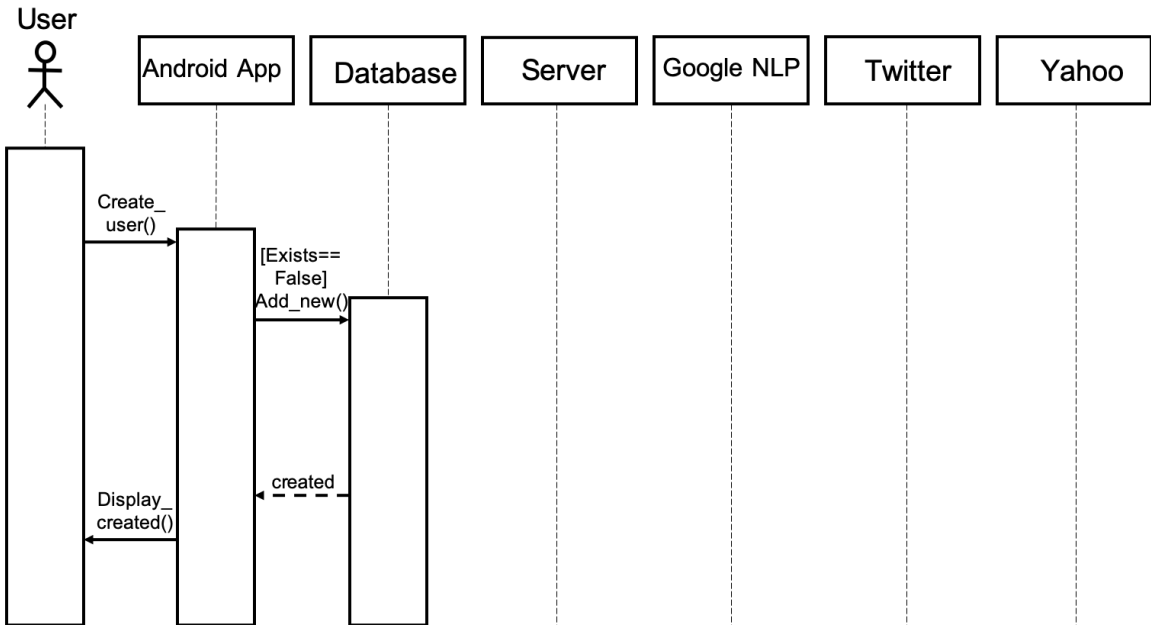 User
Android App
Database
Server
Google NLP
Twitter
Yahoo
Create_
user()
[Exists==
False]
Add_new()
created
Display_
created()